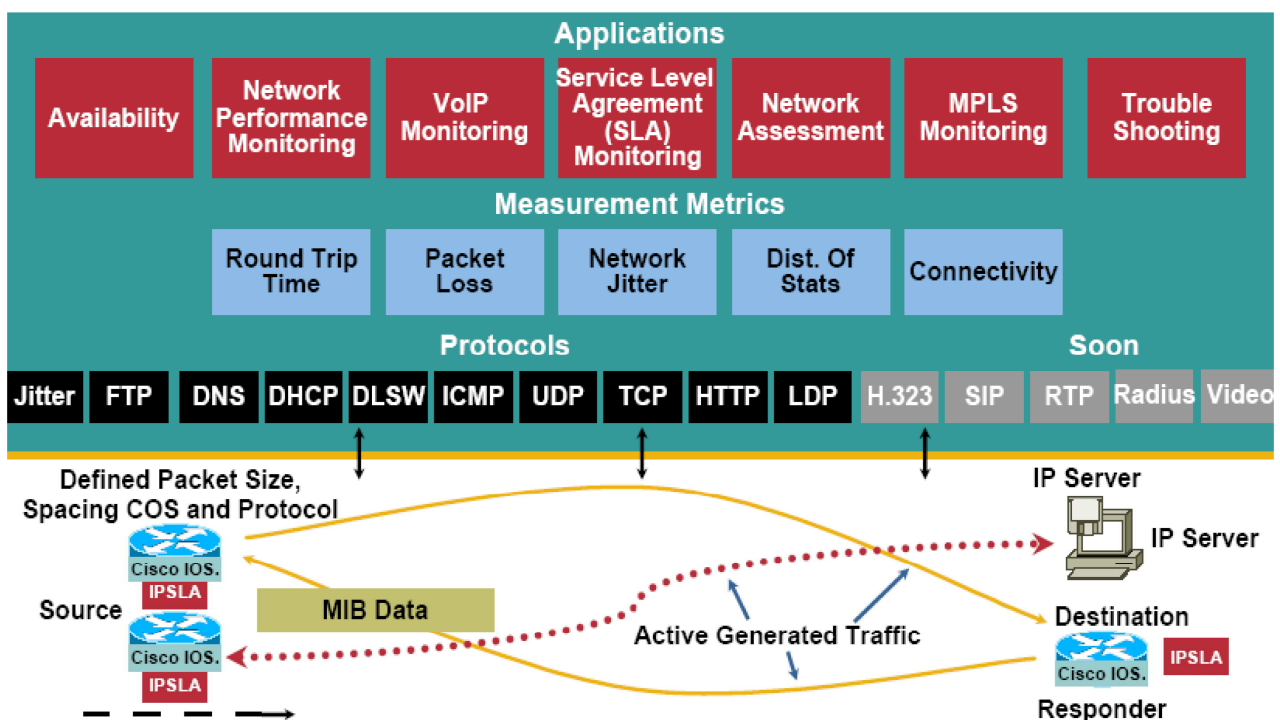 Applications
Availability
Network
Performance
Monitoring
VoIP
Monitoring
Service Level
Agreement
(SLA)
Monitoring
Network
Assessment
MPLS
Monitoring
Trouble
Shooting
Measurement Metrics
Round Trip
Time
Packet
Loss
Network
Jitter
Dist. Of
Stats
Connectivity
Protocols
Soon
Jitter
FTP
DNS
DHCP
DLSW
ICMP
UDP
TCP
HTTP
LDP
H.323
SIP
RTP
Radius
Video
Defined Packet Size,
Spacing COS and Protocol
Cisco IOS.
IPSLA
Source
Cisco IOS.
IPSLA
MIB Data
Active Generated Traffic
IP Server
IP Server
Destination
Cisco IOS.
IPSLA
Responder